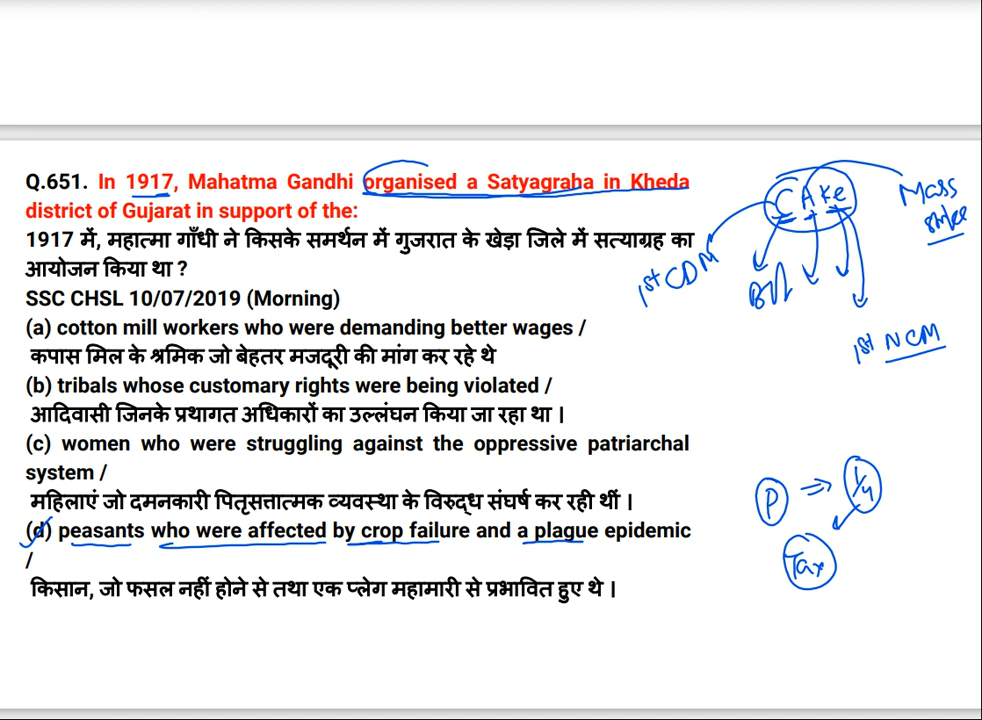 Q.651. In 1917, Mahatma Gandhi organised a Satyagraha in Kheda
district of Gujarat in support of the:
1917 में, महात्मा गाँधी ने किसके समर्थन में गुजरात के खेड़ा जिले में सत्याग्रह का
आयोजन किया था ?
SSC CHSL 10/07/2019 (Morning)
(a) cotton mill workers who were demanding better wages /
कपास मिल के श्रमिक जो बेहतर मजदूरी की मांग कर रहे थे
(b) tribals whose customary rights were being violated /
आदिवासी जिनके प्रथागत अधिकारों का उल्लंघन किया जा रहा था |
(c) women who were struggling against the oppressive patriarchal
system /
महिलाएं जो दमनकारी पितृसत्तात्मक व्यवस्था के विरुद्ध संघर्ष कर रही थीं |
(d) peasants who were affected by crop failure and a plague epidemic
/
किसान, जो फसल नहीं होने से तथा एक प्लेग महामारी से प्रभावित हुए थे |
CAKe
Mass
1st CDM
1st NCM
P ⇒ 1/4
Tax